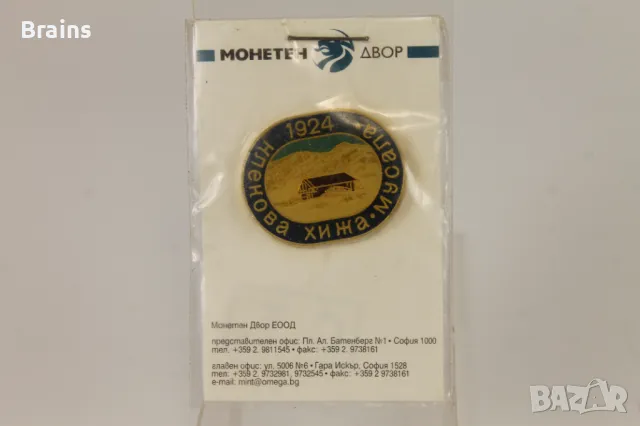 Brains
МОНЕТЕН ДВОР
1924 • МУСАЛА • КЛЕКОВА ХИЖА
Монетен Двор ЕООД
представителен офис: Пл. Ал. Батенберг №1 • София 1000
тел. +359 2. 9811545 • факс: +359 2. 9738161
главен офис: ул. 5006 №6 • Гара Искър, София 1528
тел: +359 2. 9732981, 9732545 • факс: +359 2 9738161
e-mail: mint@omega.bg
BAZAR